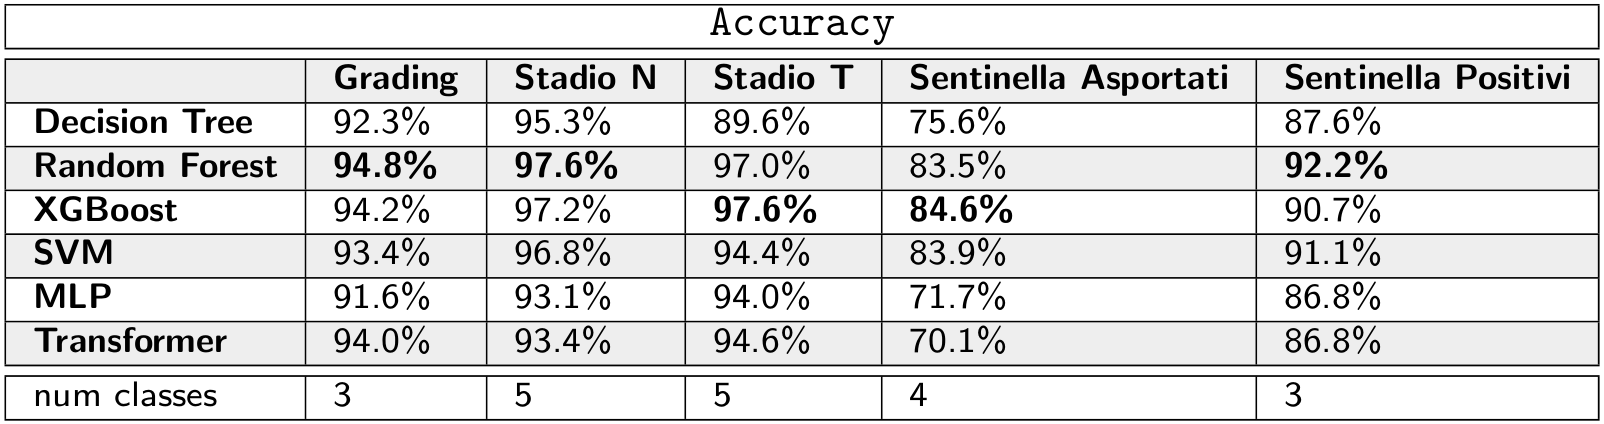 Accuracy
Grading Stadio N Stadio T Sentinella Asportati Sentinella Positivi
Decision Tree 92.3% 95.3% 89.6% 75.6% 87.6%
Random Forest 94.8% 97.6% 97.0% 83.5% 92.2%
XGBoost 94.2% 97.2% 97.6% 84.6% 90.7%
SVM 93.4% 96.8% 94.4% 83.9% 91.1%
MLP 91.6% 93.1% 94.0% 71.7% 86.8%
Transformer 94.0% 93.4% 94.6% 70.1% 86.8%
num classes 3 5 5 4 3